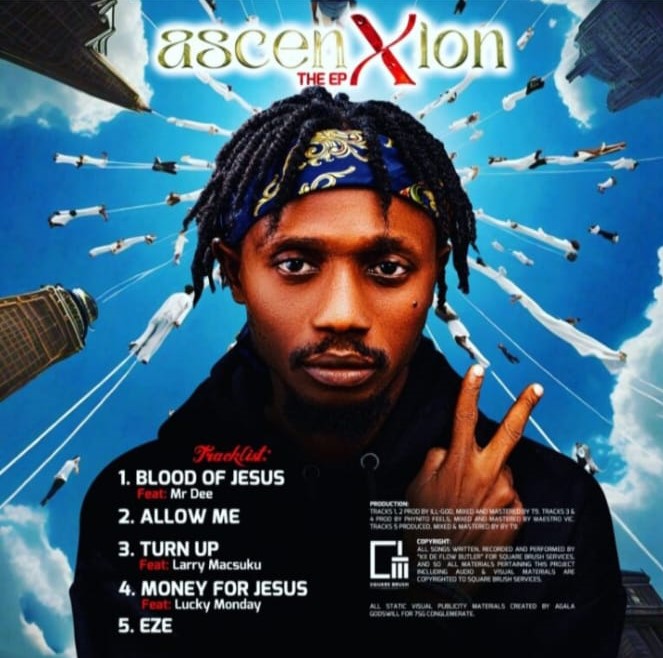 ascenXion
THE EP
Tracklist:
1. BLOOD OF JESUS
Feat: Mr Dee
2. ALLOW ME
3. TURN UP
Feat: Larry Macsuku
4. MONEY FOR JESUS
Feat: Lucky Monday
5. EZE
PRODUCTION:
TRACKS 1, 2 PROD BY ILL-GOD, MIXED AND MASTERED BY T9. TRACKS 3 &
4 PROD BY PHYNITO FEELS, MIXED AND MASTERED BY MAESTRO VIC.
TRACKS 5 PRODUCED, MIXED & MASTERED BY BY T9.
COPYRIGHT:
ALL SONGS WRITTEN, RECORDED AND PERFORMED BY
"XX DE FLOW BUTLER" FOR SQUARE BRUSH SERVICES,
AND SO ALL MATERIALS PERTAINING THIS PROJECT
INCLUDING AUDIO & VISUAL MATERIALS ARE
COPYRIGHTED TO SQUARE BRUSH SERVICES.
SQUARE BRUSH
ALL STATIC VISUAL PUBLICITY MATERIALS CREATED BY AGALA
GODSWILL FOR 7SG CONGLEMERATE.